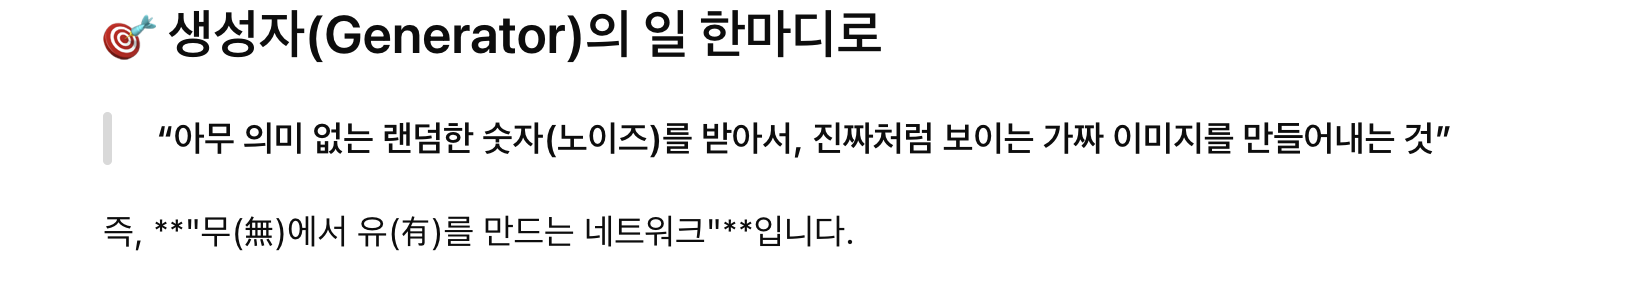 🎯 생성자(Generator)의 일 한마디로
“아무 의미 없는 랜덤한 숫자(노이즈)를 받아서, 진짜처럼 보이는 가짜 이미지를 만들어내는 것”
즉, **"무(無)에서 유(有)를 만드는 네트워크"**입니다.